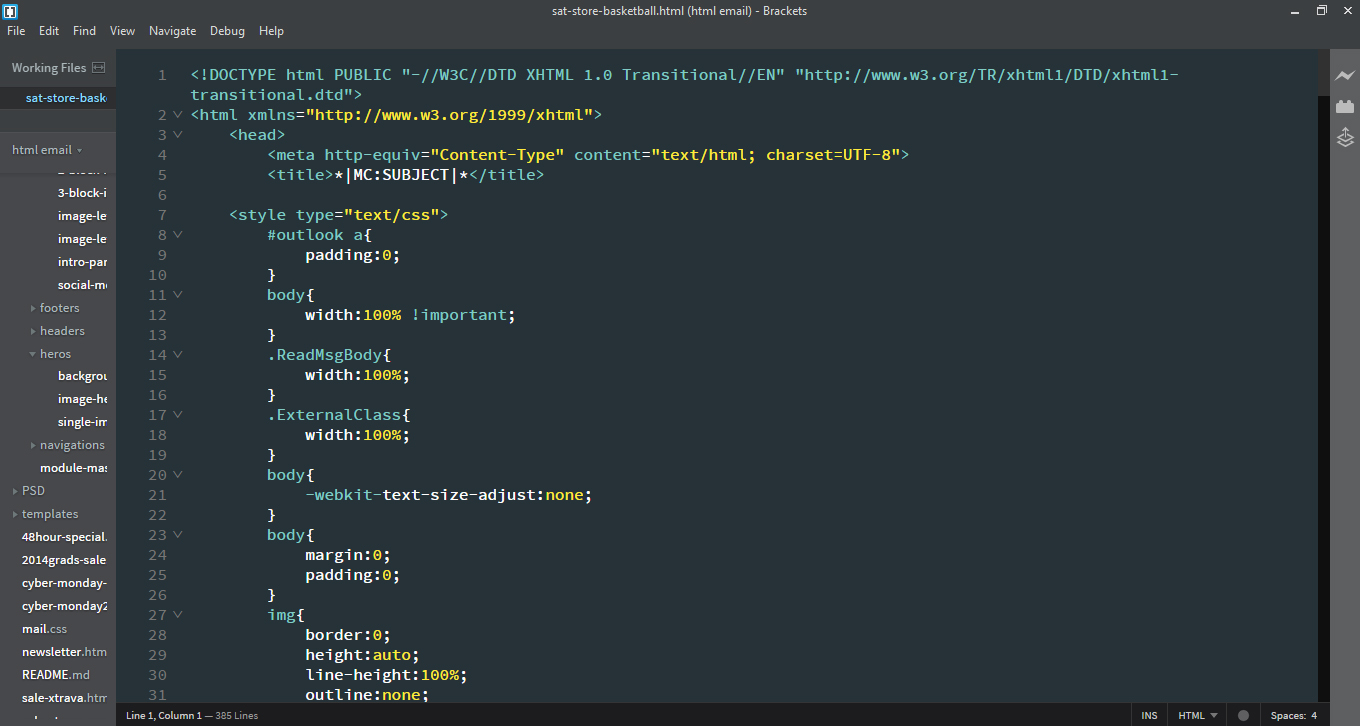 sat-store-basketball.html (html email) - Brackets
File Edit Find View Navigate Debug Help
Working Files
sat-store-bask
html email
3-block-i
image-le
image-le
intro-par
social-m
footers
headers
heros
backgrou
image-he
single-im
navigations
module-mas
PSD
templates
48hour-special.
2014grads-sale
cyber-monday-
cyber-monday2
mail.css
newsletter.htm
README.md
sale-xtrava.htm
1 <!DOCTYPE html PUBLIC "-//W3C//DTD XHTML 1.0 Transitional//EN" "http://www.w3.org/TR/xhtml1/DTD/xhtml1-
transitional.dtd">
2 <html xmlns="http://www.w3.org/1999/xhtml">
3 <head>
4 <meta http-equiv="Content-Type" content="text/html; charset=UTF-8">
5 <title>*|MC:SUBJECT|*</title>
6
7 <style type="text/css">
8 #outlook a{
9 padding:0;
10 }
11 body{
12 width:100% !important;
13 }
14 .ReadMsgBody{
15 width:100%;
16 }
17 .ExternalClass{
18 width:100%;
19 }
20 body{
21 -webkit-text-size-adjust:none;
22 }
23 body{
24 margin:0;
25 padding:0;
26 }
27 img{
28 border:0;
29 height:auto;
30 line-height:100%;
31 outline:none;
Line 1, Column 1 — 385 Lines
INS HTML Spaces: 4